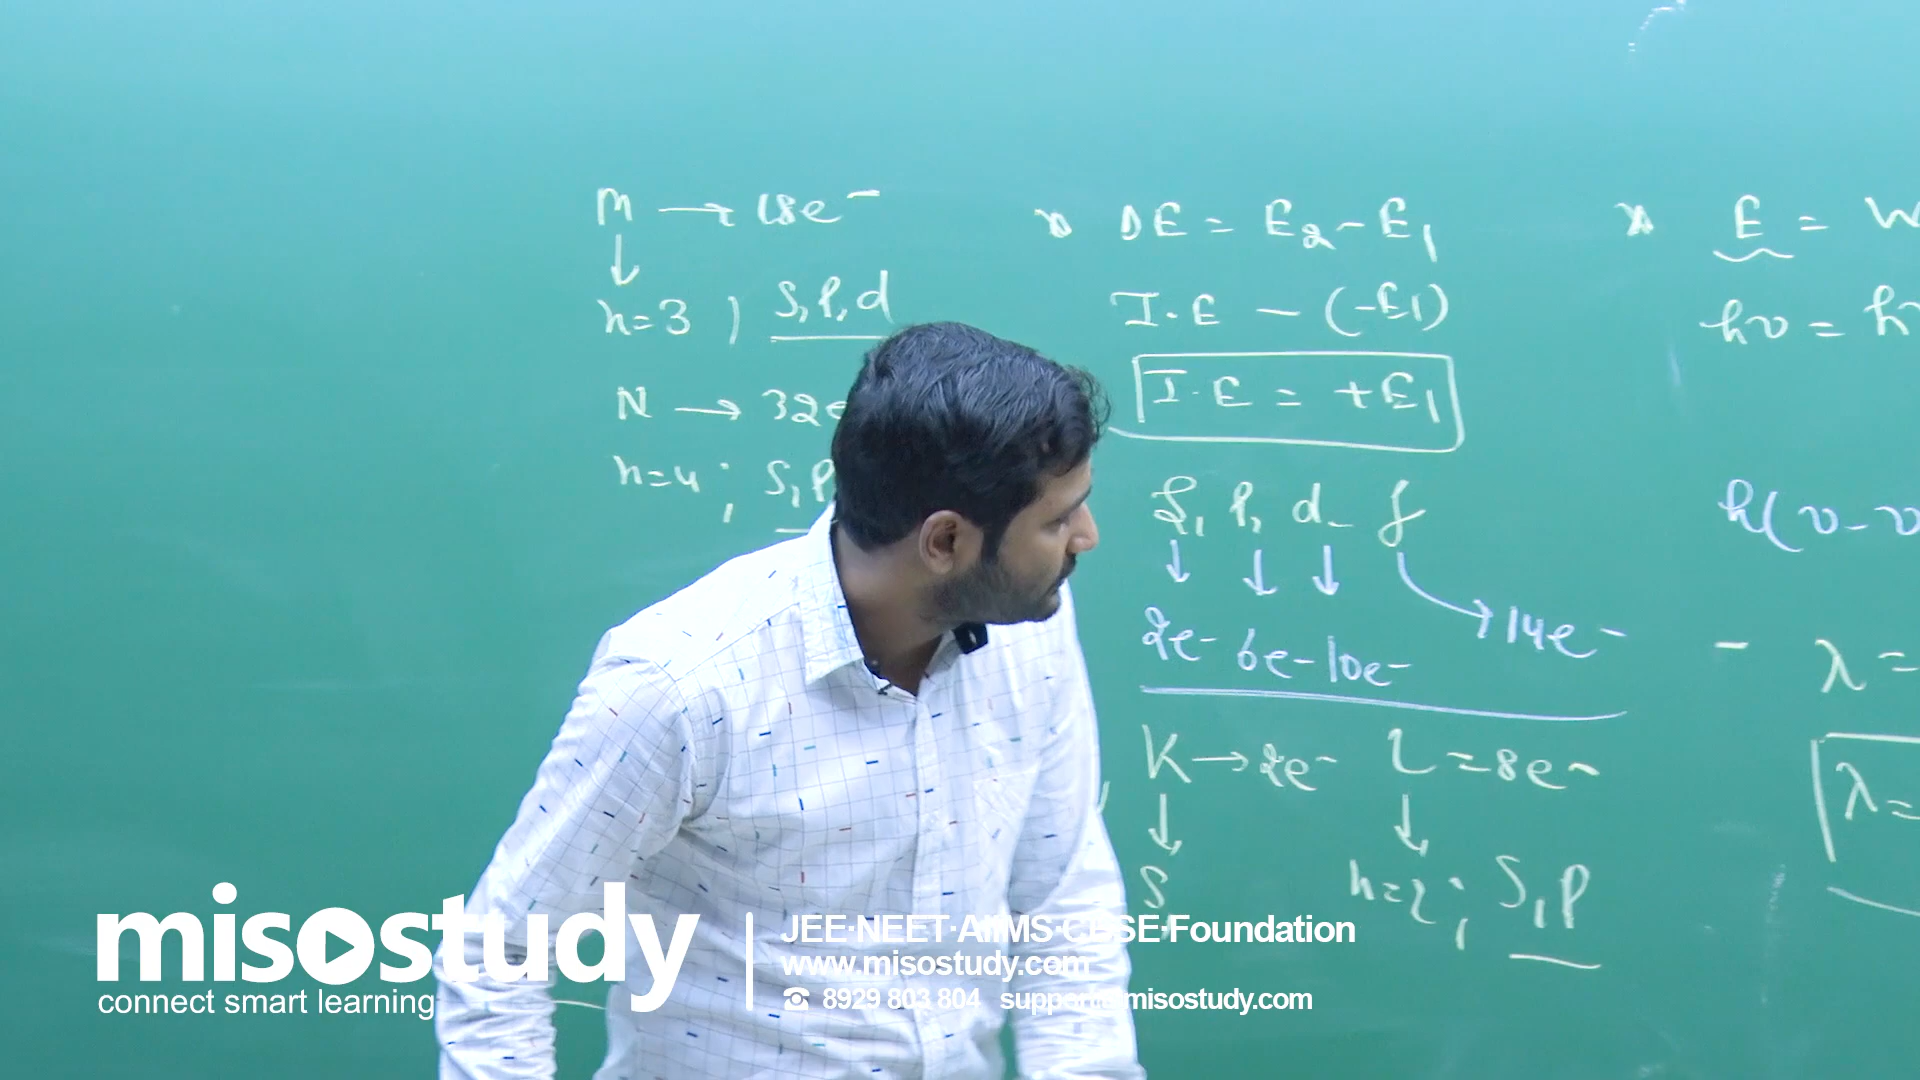 M → 18e⁻
↓
n=3 ) S, P, d
N → 32e
n=4 ; S, P
ΔE = E₂ - E₁
I.E - (-E₁)
I.E = +E₁
S, P, d - f
↓ ↓ ↓ → 14e⁻
2e⁻ 6e⁻ 10e⁻
K → 2e⁻ L = 8e⁻
↓ ↓
S n=2 ; S, P
E = W
hν = h
h(ν - ν
- λ =
λ =
misostudy
connect smart learning
JEE·NEET·AIIMS·CBSE·Foundation
www.misostudy.com
8929 803 804 support@misostudy.com